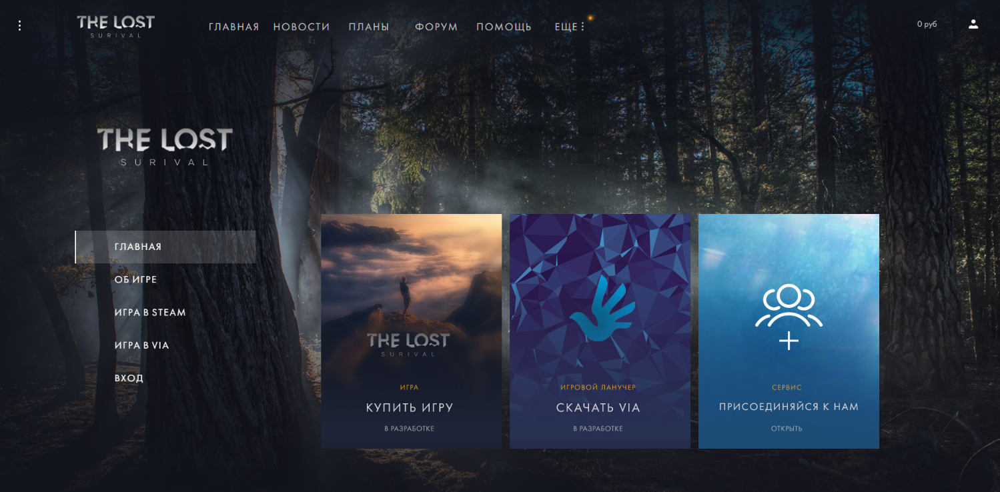 THE LOST
SURIVAL
ГЛАВНАЯ НОВОСТИ ПЛАНЫ ФОРУМ ПОМОЩЬ ЕЩЕ
0 руб
THE LOST
SURIVAL
ГЛАВНАЯ
ОБ ИГРЕ
ИГРА В STEAM
ИГРА В VIA
ВХОД
THE LOST
SURIVAL
ИГРА
КУПИТЬ ИГРУ
В РАЗРАБОТКЕ
ИГРОВОЙ ЛАНУЧЕР
СКАЧАТЬ VIA
В РАЗРАБОТКЕ
СЕРВИС
ПРИСОЕДИНЯЙСЯ К НАМ
ОТКРЫТЬ